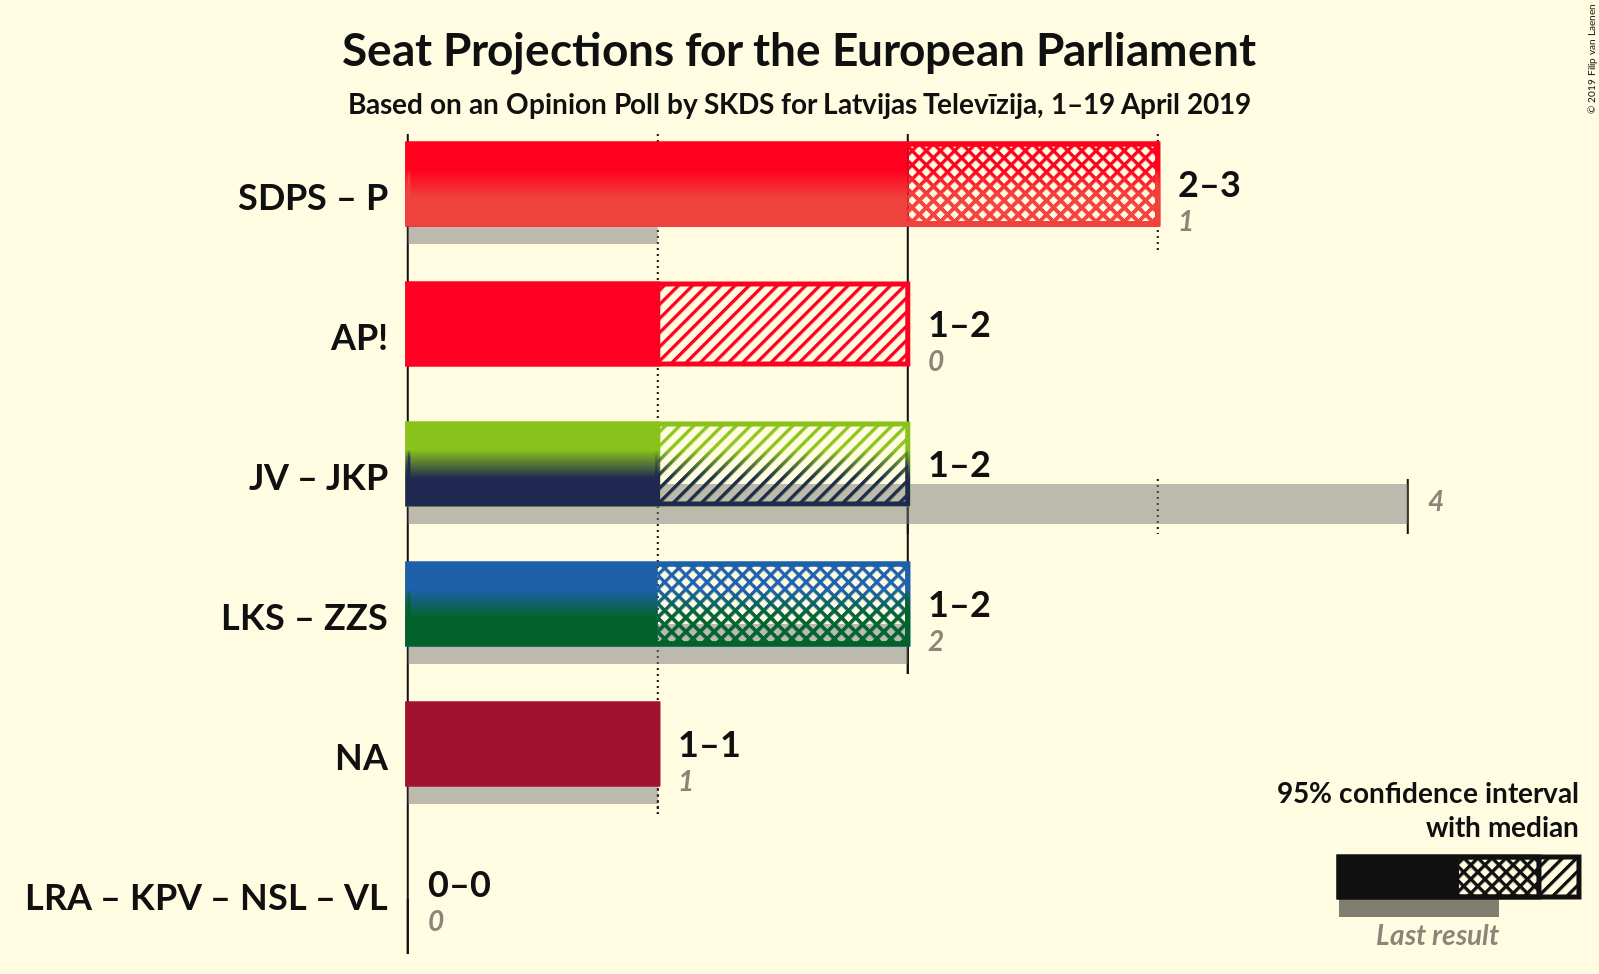 Seat Projections for the European Parliament
Based on an Opinion Poll by SKDS for Latvijas Televīzija, 1–19 April 2019
© 2019 Filip van Laenen
SDPS – P
2–3
1
AP!
1–2
0
JV – JKP
1–2
4
LKS – ZZS
1–2
2
NA
1–1
1
LRA – KPV – NSL – VL
0–0
0
95% confidence interval
with median
Last result